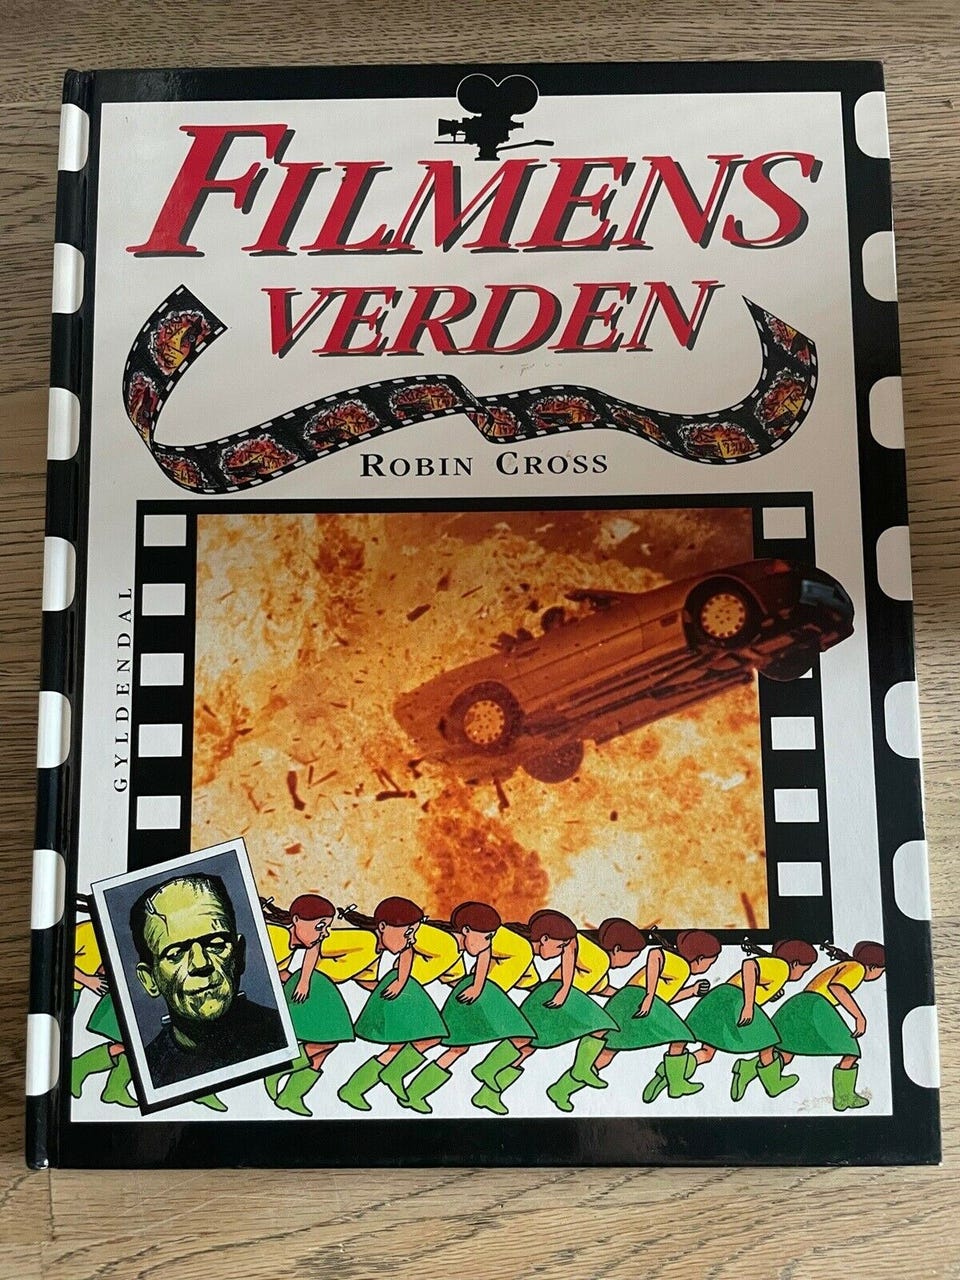 FILMENS
VERDEN
ROBIN CROSS
GYLDENDAL